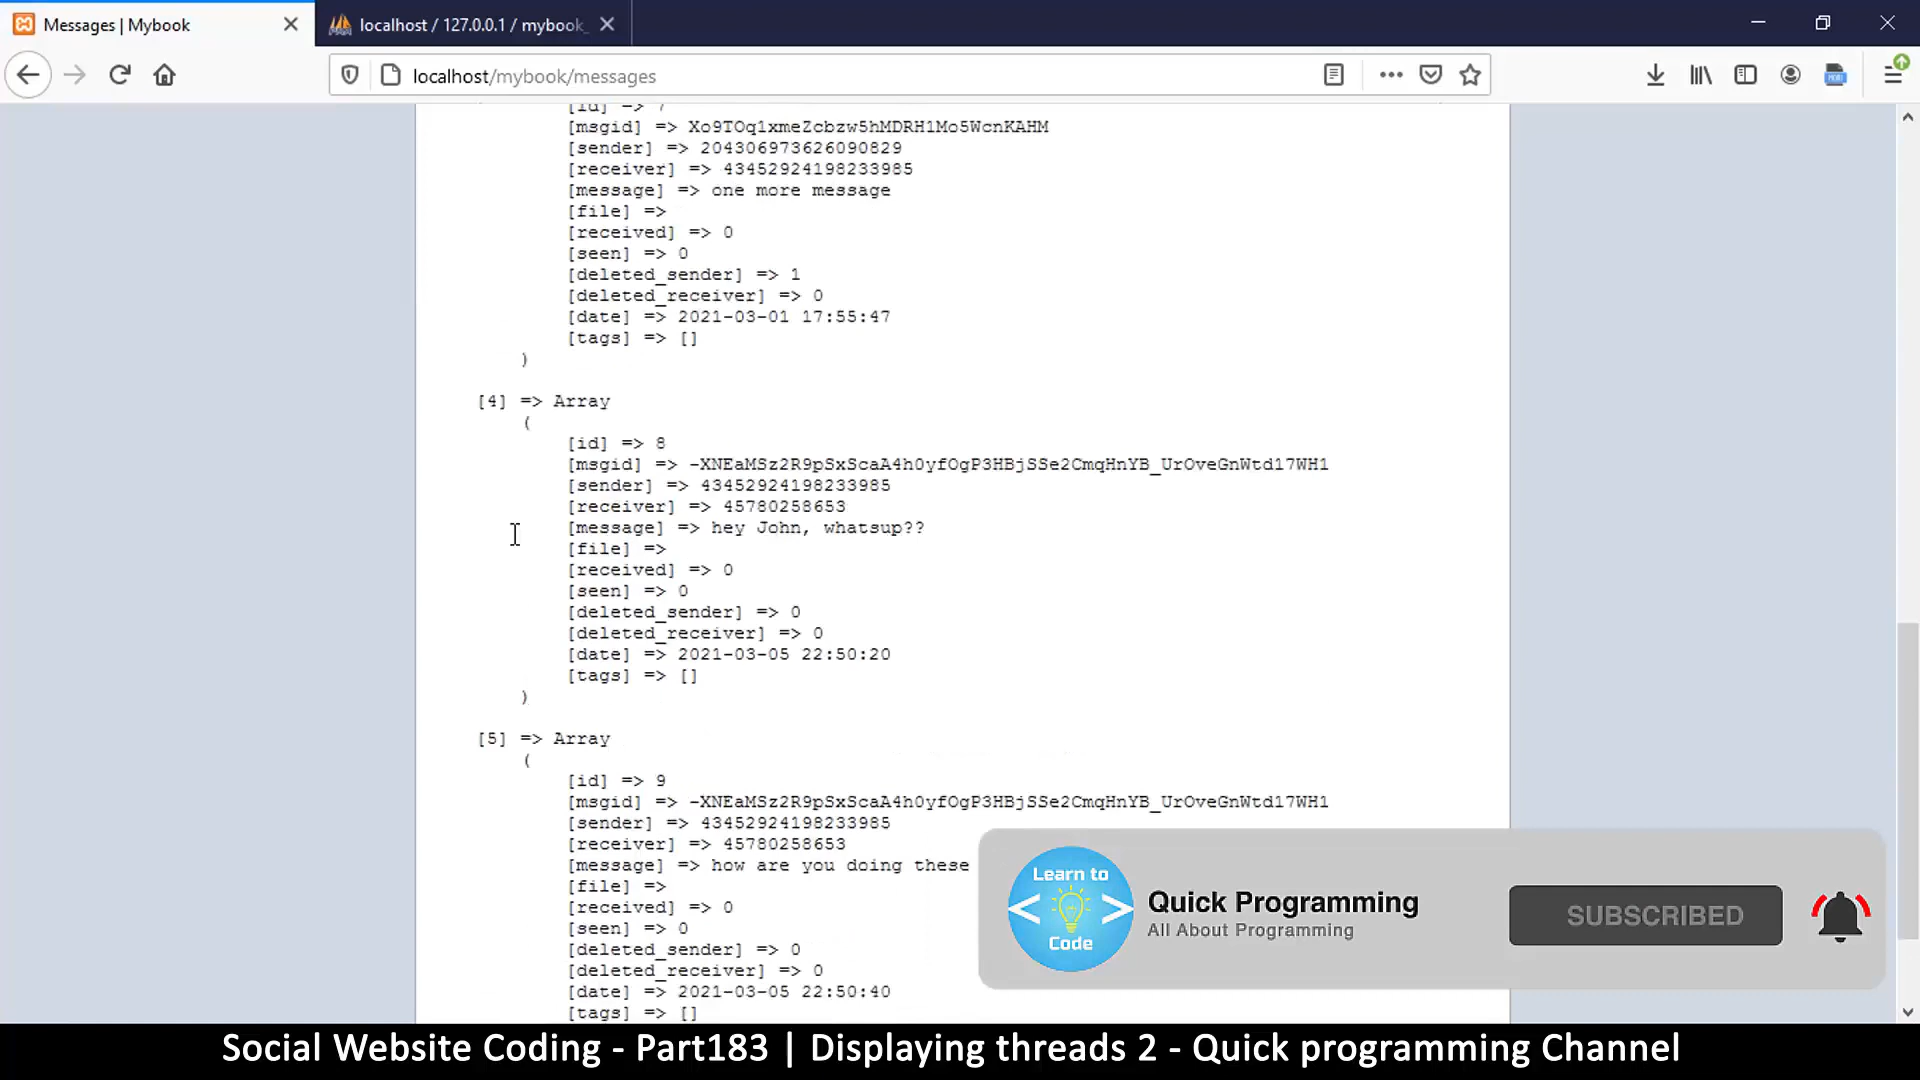 Messages | Mybook
localhost / 127.0.0.1 / mybook_
localhost/mybook/messages
[id] => 7
[msgid] => Xo9TOq1xmeZcbzw5hMDRH1Mo5WcnKAHM
[sender] => 204306973626090829
[receiver] => 43452924198233985
[message] => one more message
[file] =>
[received] => 0
[seen] => 0
[deleted_sender] => 1
[deleted_receiver] => 0
[date] => 2021-03-01 17:55:47
[tags] => []
)
[4] => Array
(
[id] => 8
[msgid] => -XNEaMSz2R9pSxScaA4h0yfOgP3HBjSSe2CmqHnYB_UrOveGnWtd17WH1
[sender] => 43452924198233985
[receiver] => 45780258653
[message] => hey John, whatsup??
[file] =>
[received] => 0
[seen] => 0
[deleted_sender] => 0
[deleted_receiver] => 0
[date] => 2021-03-05 22:50:20
[tags] => []
)
[5] => Array
(
[id] => 9
[msgid] => -XNEaMSz2R9pSxScaA4h0yfOgP3HBjSSe2CmqHnYB_UrOveGnWtd17WH1
[sender] => 43452924198233985
[receiver] => 45780258653
[message] => how are you doing these
[file] =>
[received] => 0
[seen] => 0
[deleted_sender] => 0
[deleted_receiver] => 0
[date] => 2021-03-05 22:50:40
[tags] => []
Learn to
< >
Code
Quick Programming
All About Programming
SUBSCRIBED
Social Website Coding - Part183 | Displaying threads 2 - Quick programming Channel